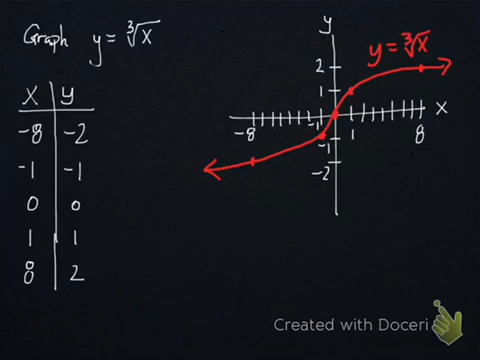 Graph y = ∛x
x y
-8 -2
-1 -1
0 0
1 1
8 2
y
y = ∛x
2
1
x
-8 -1 1 8
-1
-2
Created with Doceri